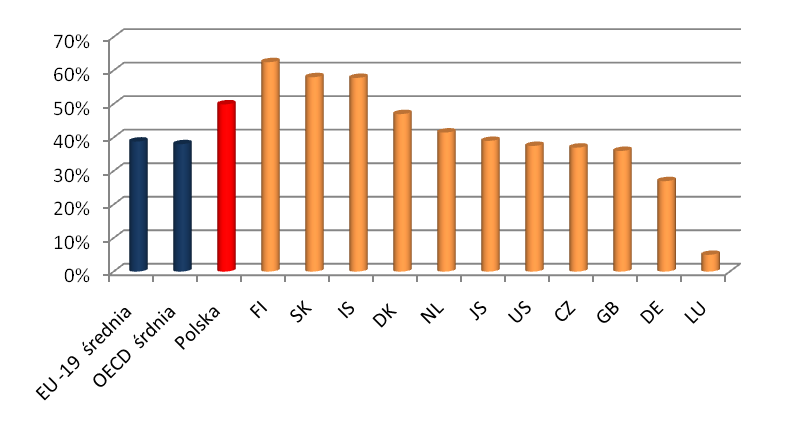 70%
60%
50%
40%
30%
20%
10%
0%
EU -19 średnia
OECD śrdnia
Polska
FI
SK
IS
DK
NL
JS
US
CZ
GB
DE
LU